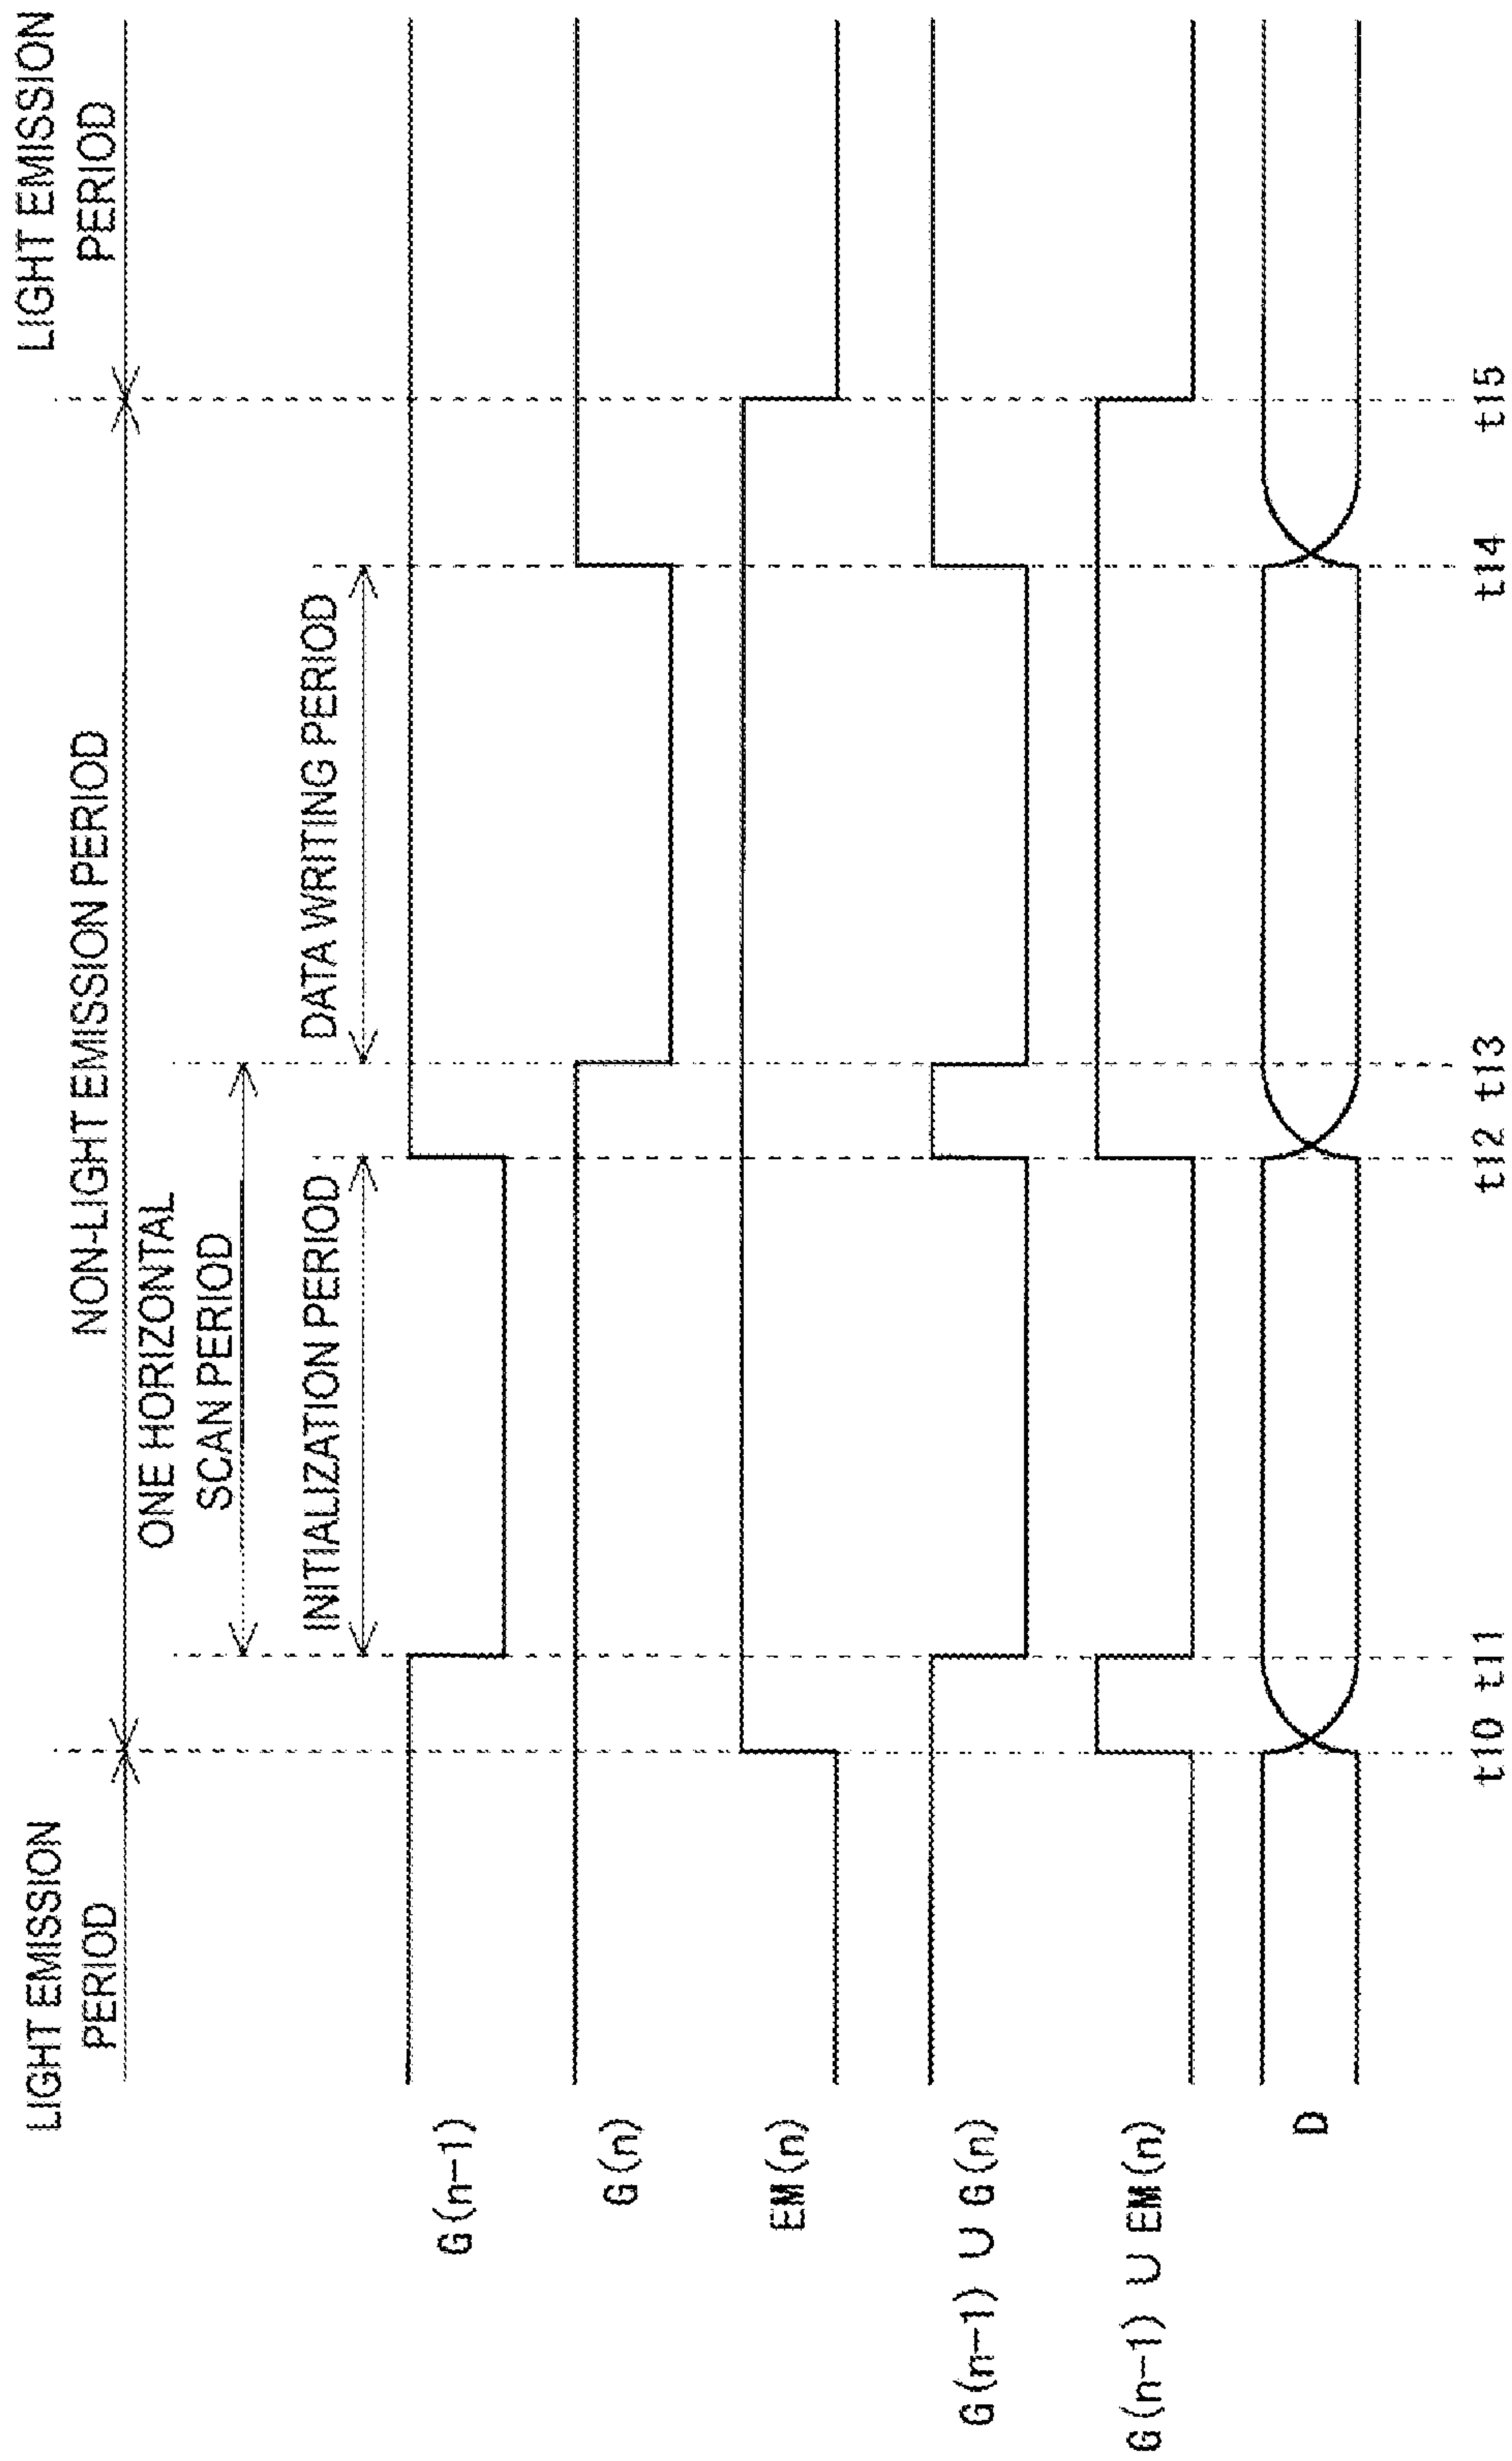 LIGHT EMISSION
PERIOD
NON-LIGHT EMISSION PERIOD
LIGHT EMISSION
PERIOD
ONE HORIZONTAL
SCAN PERIOD
INITIALIZATION PERIOD
DATA WRITING PERIOD
G(n-1)
G(n)
EM(n)
G(n-1) ∪ G(n)
G(n-1) ∪ EM(n)
D
t10 t11 t12 t13 t14 t15